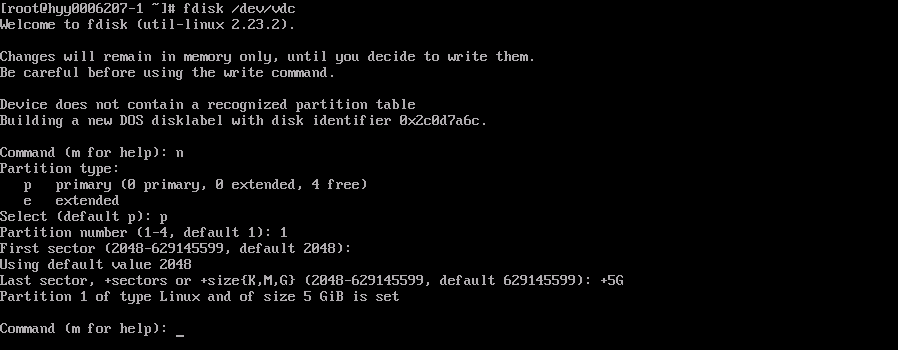 [root@hyy0006207-1 ~]# fdisk /dev/vdc
Welcome to fdisk (util-linux 2.23.2).
Changes will remain in memory only, until you decide to write them.
Be careful before using the write command.
Device does not contain a recognized partition table
Building a new DOS disklabel with disk identifier 0x2c0d7a6c.
Command (m for help): n
Partition type:
   p   primary (0 primary, 0 extended, 4 free)
   e   extended
Select (default p): p
Partition number (1-4, default 1): 1
First sector (2048-629145599, default 2048):
Using default value 2048
Last sector, +sectors or +size{K,M,G} (2048-629145599, default 629145599): +5G
Partition 1 of type Linux and of size 5 GiB is set
Command (m for help): _